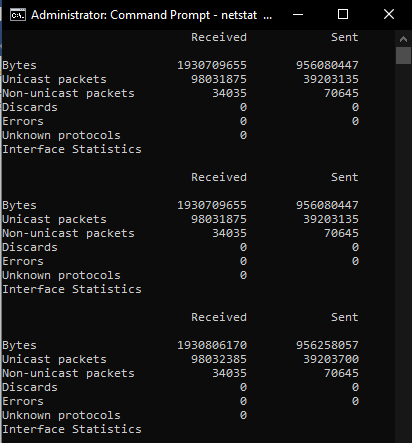 Administrator: Command Prompt - netstat ...
Received Sent
Bytes 1930709655 956080447
Unicast packets 98031875 39203135
Non-unicast packets 34035 70645
Discards 0 0
Errors 0 0
Unknown protocols 0
Interface Statistics
Received Sent
Bytes 1930709655 956080447
Unicast packets 98031875 39203135
Non-unicast packets 34035 70645
Discards 0 0
Errors 0 0
Unknown protocols 0
Interface Statistics
Received Sent
Bytes 1930806170 956258057
Unicast packets 98032385 39203700
Non-unicast packets 34035 70645
Discards 0 0
Errors 0 0
Unknown protocols 0
Interface Statistics